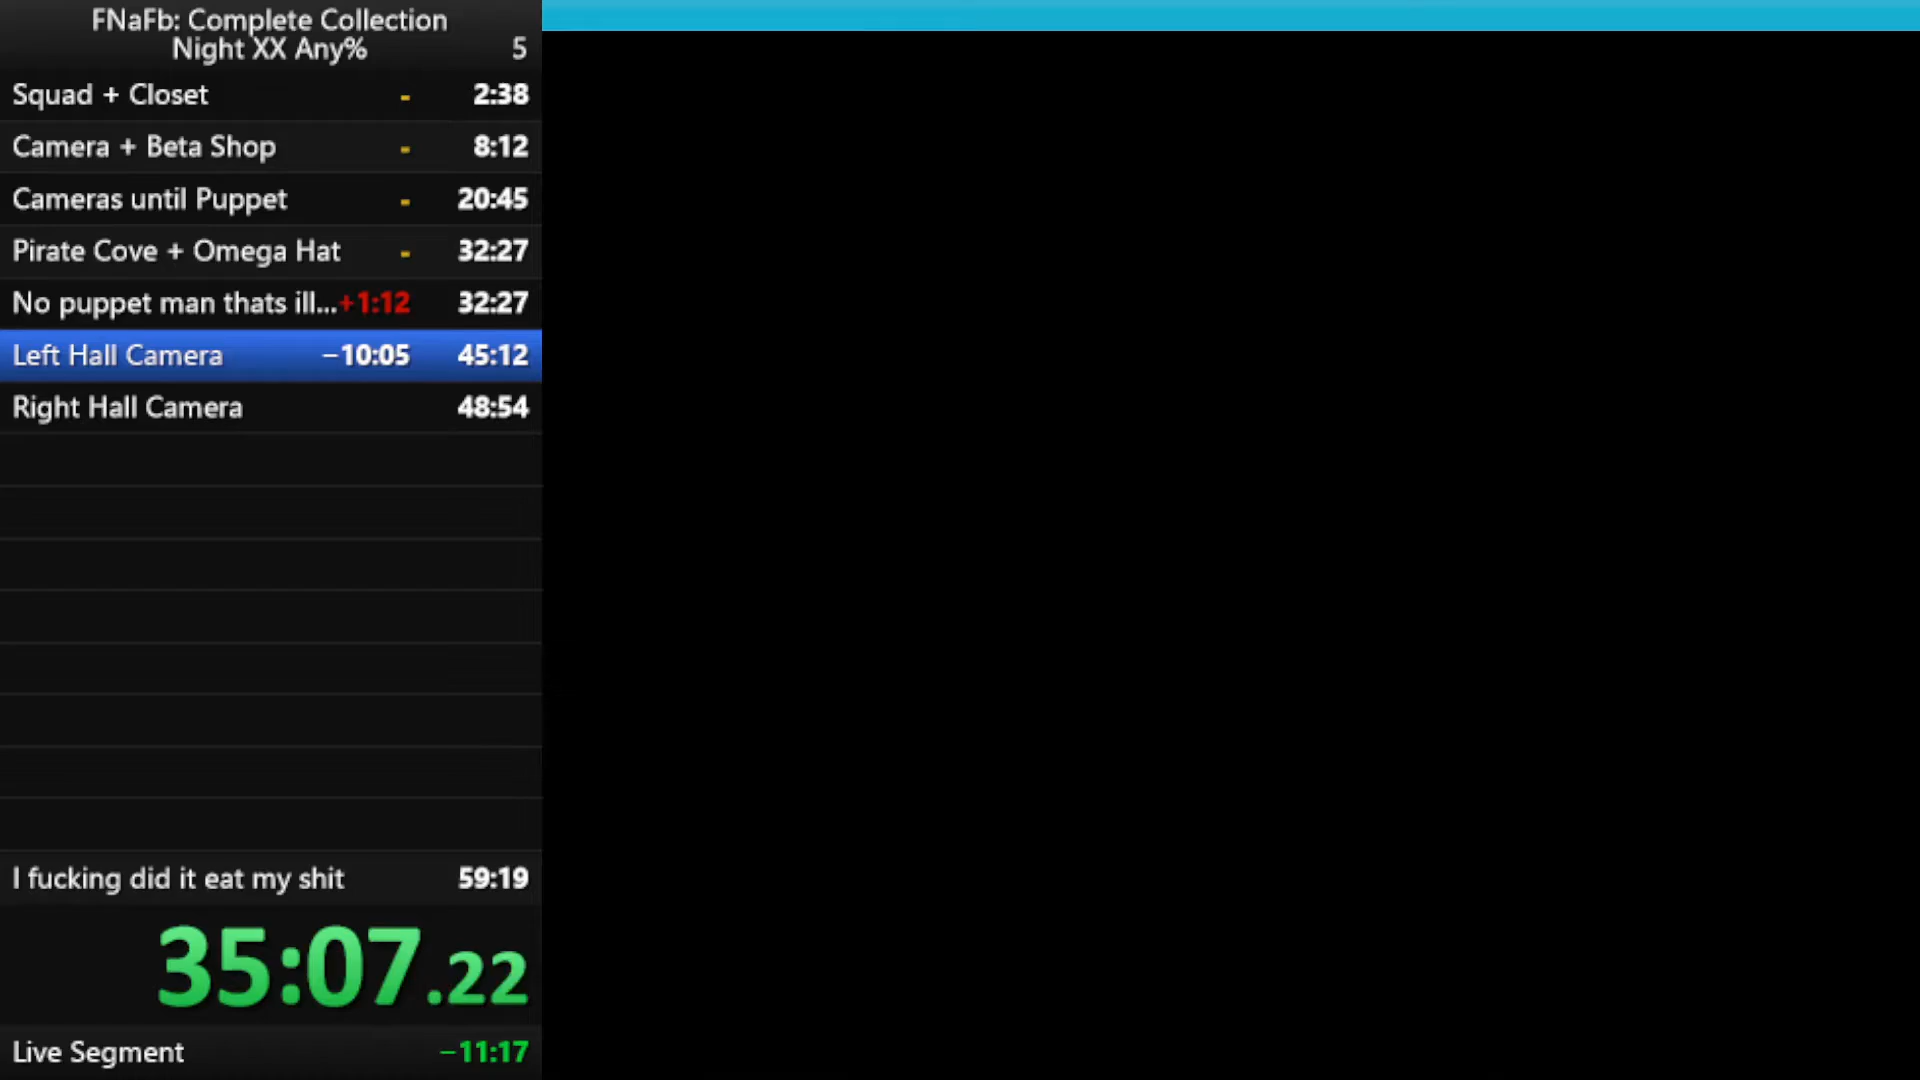 FNaFb: Complete Collection
Night XX Any% 5
Squad + Closet - 2:38
Camera + Beta Shop - 8:12
Cameras until Puppet - 20:45
Pirate Cove + Omega Hat - 32:27
No puppet man thats ill... +1:12 32:27
Left Hall Camera −10:05 45:12
Right Hall Camera 48:54
I fucking did it eat my shit 59:19
35:07.22
Live Segment −11:17